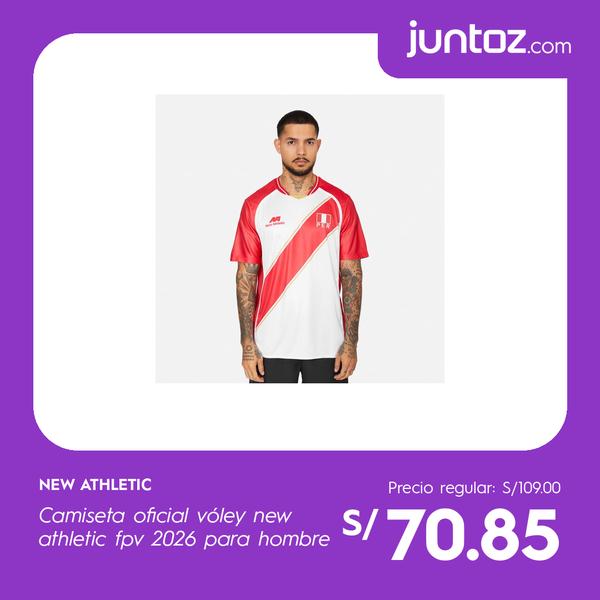 juntoz.com
PER
NEW ATHLETIC
Camiseta oficial vóley new
athletic fpv 2026 para hombre
Precio regular: S/109.00
S/70.85